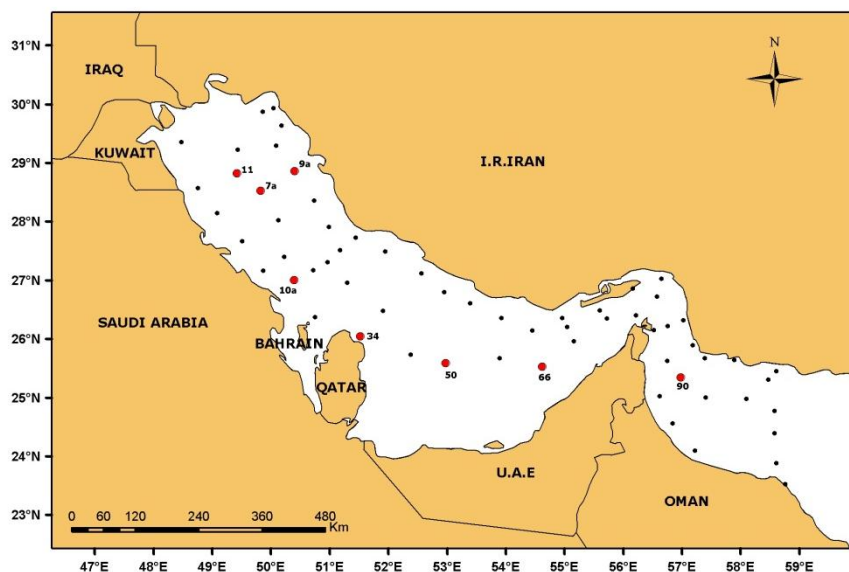 31°N
30°N
29°N
28°N
27°N
26°N
25°N
24°N
23°N
N
IRAQ
KUWAIT
I.R.IRAN
SAUDI ARABIA
BAHRAIN
QATAR
U.A.E
OMAN
11
9a
7a
10a
34
50
66
90
0 60 120 240 360 480
Km
47°E 48°E 49°E 50°E 51°E 52°E 53°E 54°E 55°E 56°E 57°E 58°E 59°E